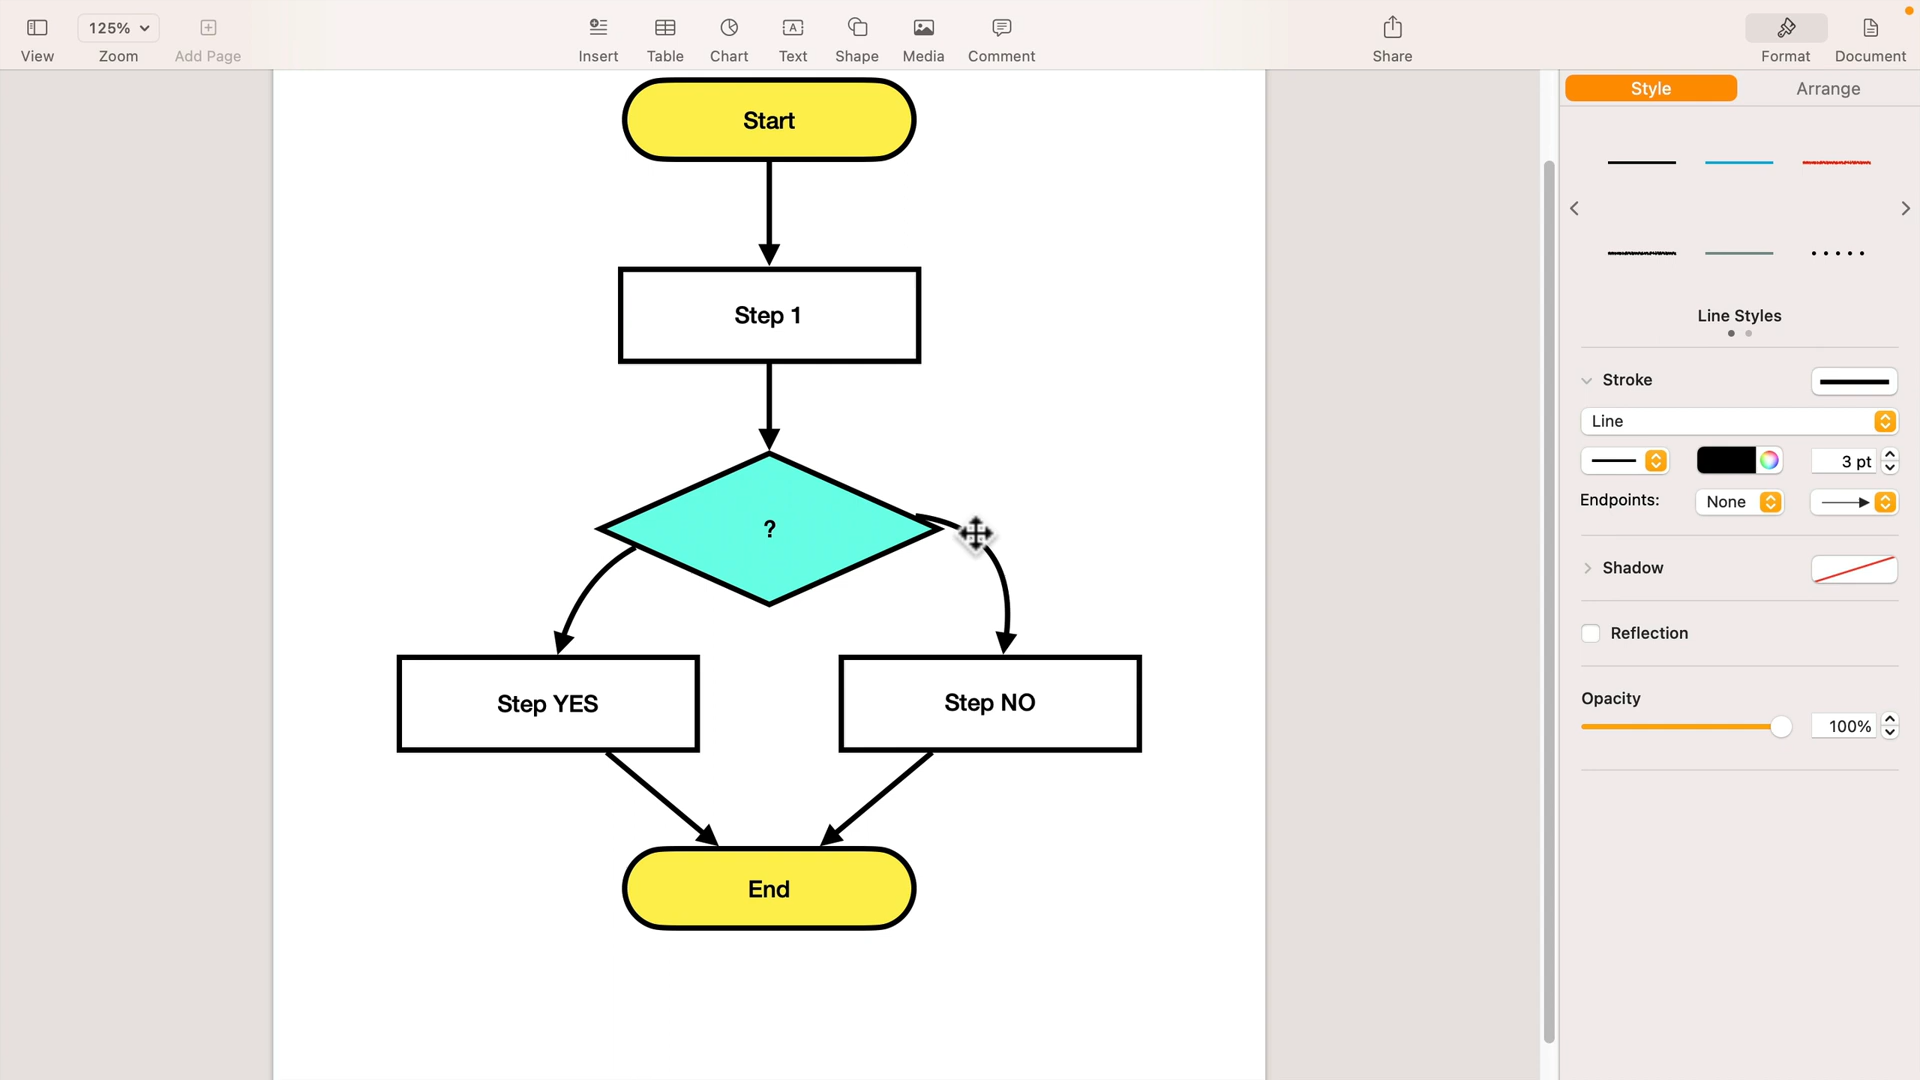 125%
View
Zoom
Add Page
Insert
Table
Chart
Text
Shape
Media
Comment
Share
Format
Document
Start
Step 1
?
Step YES
Step NO
End
Style
Arrange
Line Styles
Stroke
Line
3 pt
Endpoints:
None
Shadow
Reflection
Opacity
100%